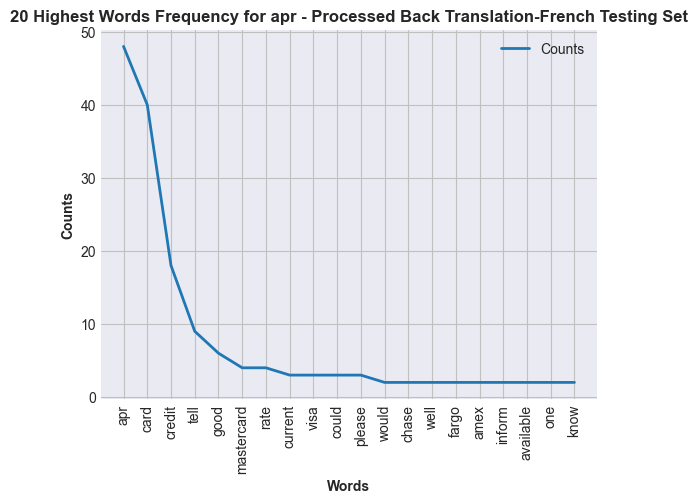 20 Highest Words Frequency for apr - Processed Back Translation-French Testing Set
Counts
50
40
30
20
10
0
Counts
apr
card
credit
tell
good
mastercard
rate
current
visa
could
please
would
chase
well
fargo
amex
inform
available
one
know
Words